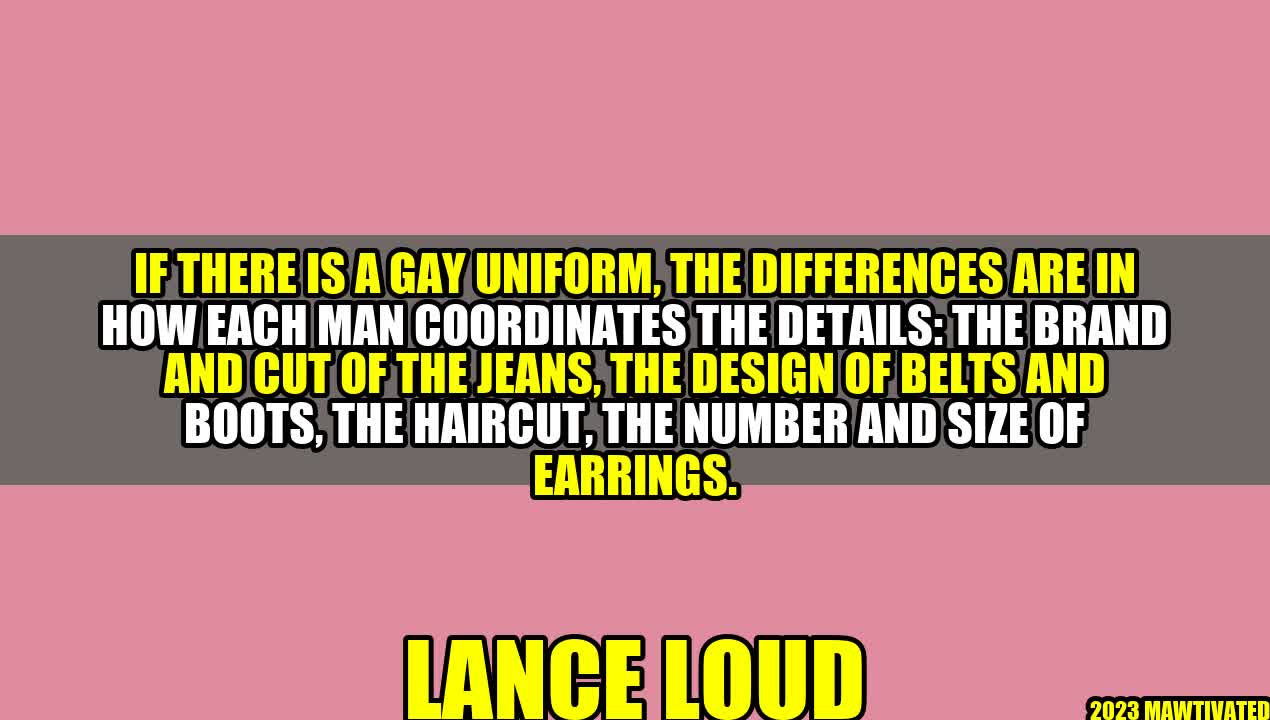 IF THERE IS A GAY UNIFORM, THE DIFFERENCES ARE IN
HOW EACH MAN COORDINATES THE DETAILS: THE BRAND
AND CUT OF THE JEANS, THE DESIGN OF BELTS AND
BOOTS, THE HAIRCUT, THE NUMBER AND SIZE OF
EARRINGS.
LANCE LOUD
2023 MAWTIVATED